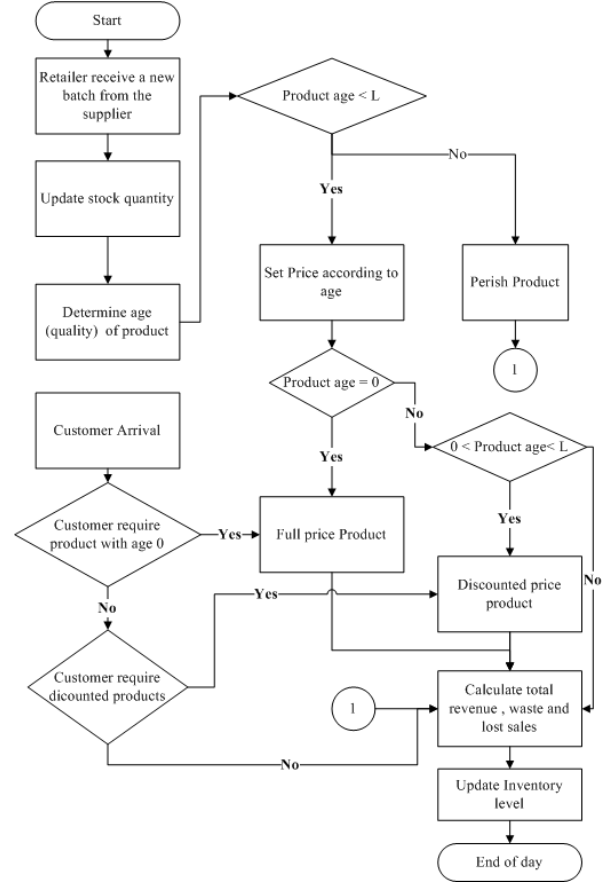 Start
Retailer receive a new
batch from the
supplier
Update stock quantity
Determine age
(quality) of product
Product age < L
Yes
No
Set Price according to
age
Perish Product
1
Product age = 0
No
Yes
0 < Product age< L
Yes
No
Customer Arrival
Customer require
product with age 0
Yes
Full price Product
No
Yes
Discounted price
product
Customer require
dicounted products
No
1
Calculate total
revenue , waste and
lost sales
Update Inventory
level
End of day